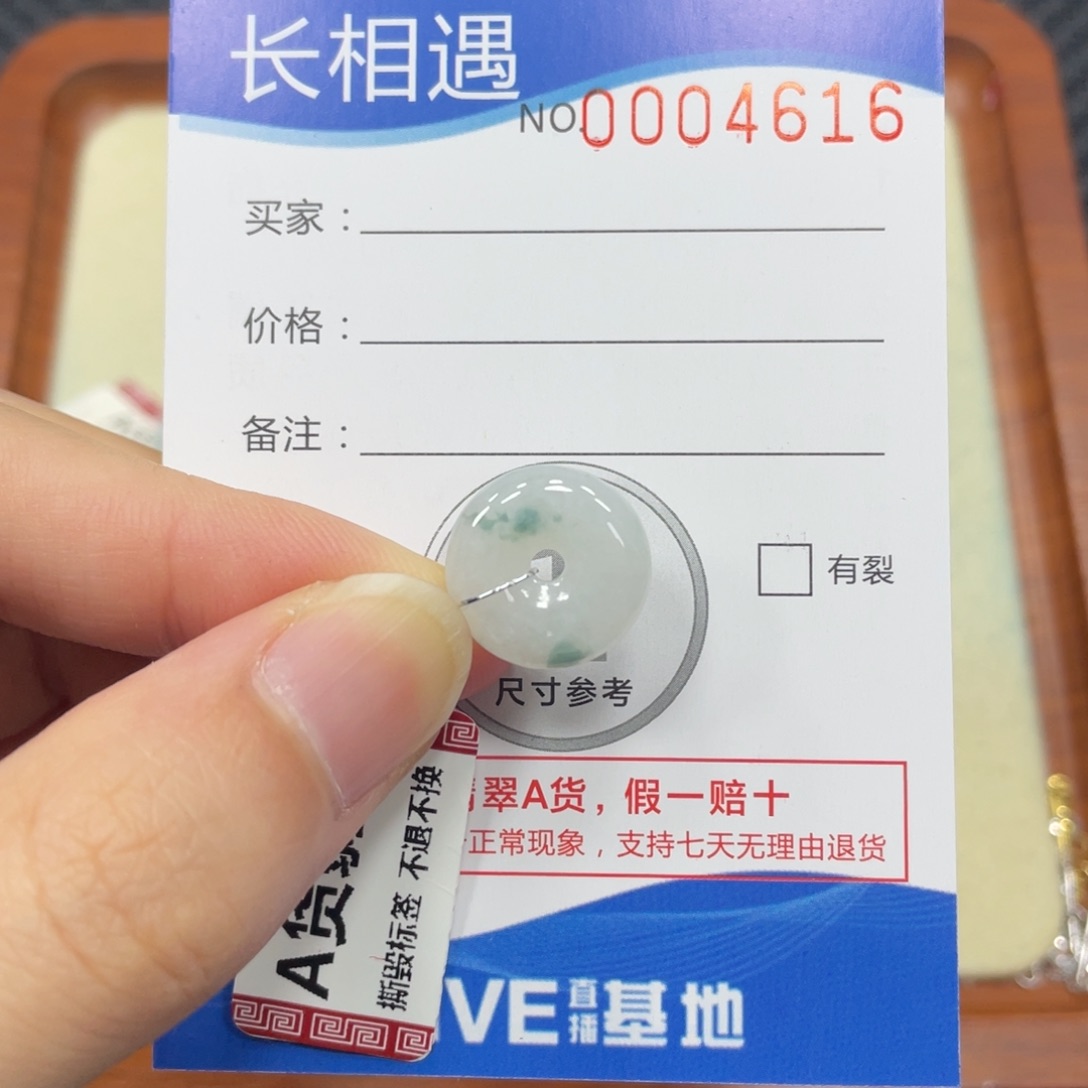 长相遇
NO.0004616
买家：
价格：
备注：
有裂
尺寸参考
翠A货，假一赔十
正常现象，支持七天无理由退货
A货
撕毁标签 不退不换
VE直播基地